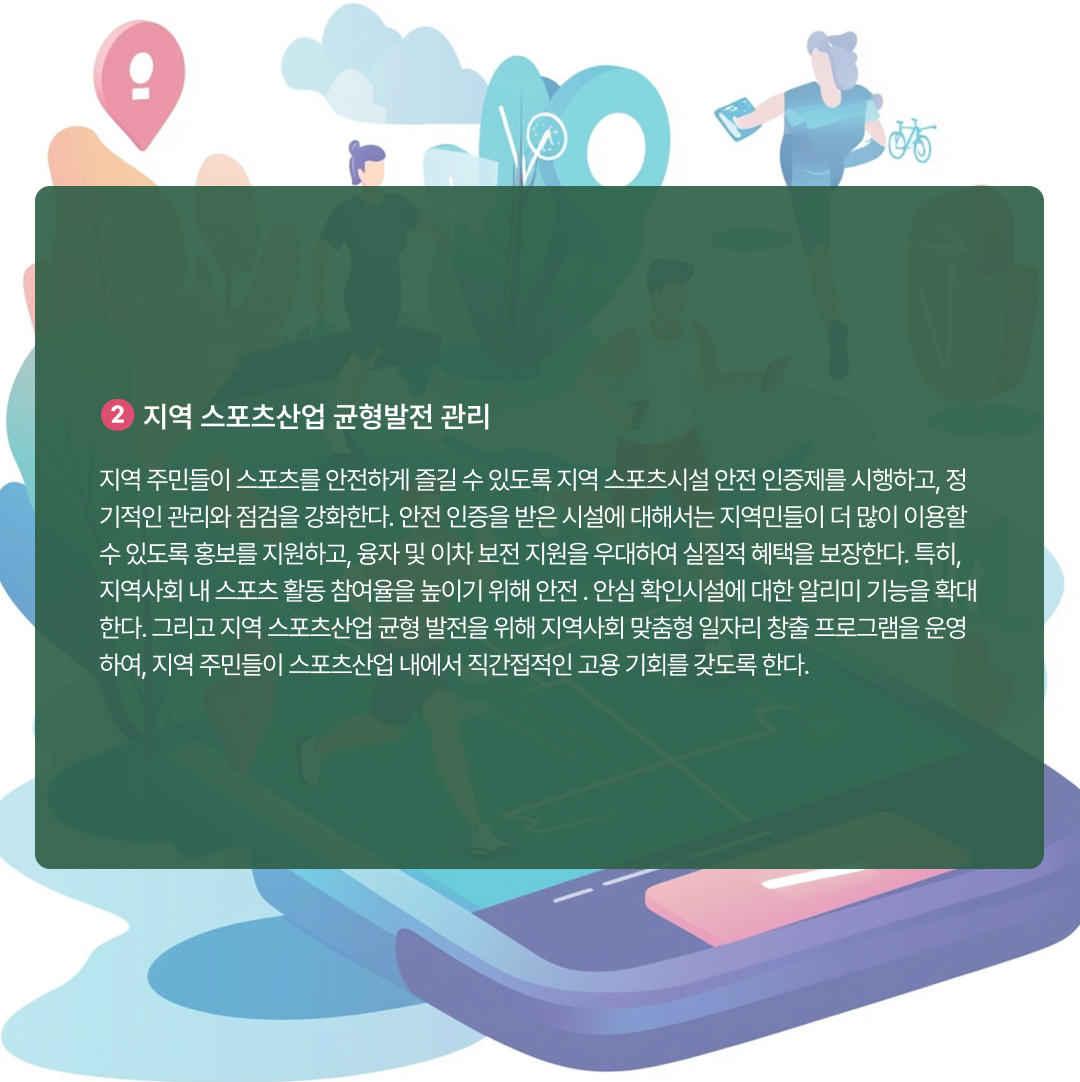 2 지역 스포츠산업 균형발전 관리
지역 주민들이 스포츠를 안전하게 즐길 수 있도록 지역 스포츠시설 안전 인증제를 시행하고, 정
기적인 관리와 점검을 강화한다. 안전 인증을 받은 시설에 대해서는 지역민들이 더 많이 이용할
수 있도록 홍보를 지원하고, 융자 및 이차 보전 지원을 우대하여 실질적 혜택을 보장한다. 특히,
지역사회 내 스포츠 활동 참여율을 높이기 위해 안전 . 안심 확인시설에 대한 알리미 기능을 확대
한다. 그리고 지역 스포츠산업 균형 발전을 위해 지역사회 맞춤형 일자리 창출 프로그램을 운영
하여, 지역 주민들이 스포츠산업 내에서 직간접적인 고용 기회를 갖도록 한다.